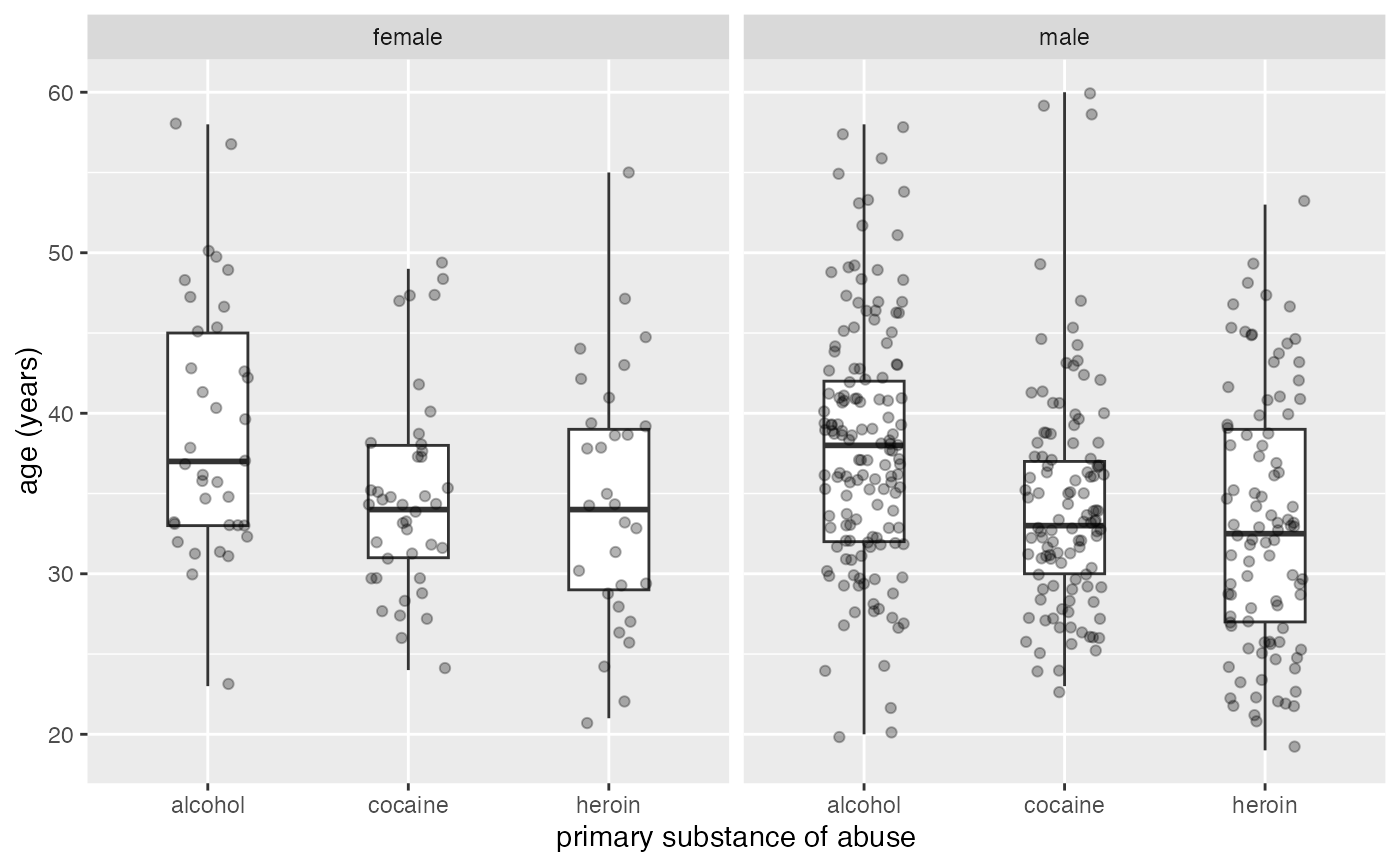 female
male
60
50
40
30
20
age (years)
alcohol
cocaine
heroin
alcohol
cocaine
heroin
primary substance of abuse